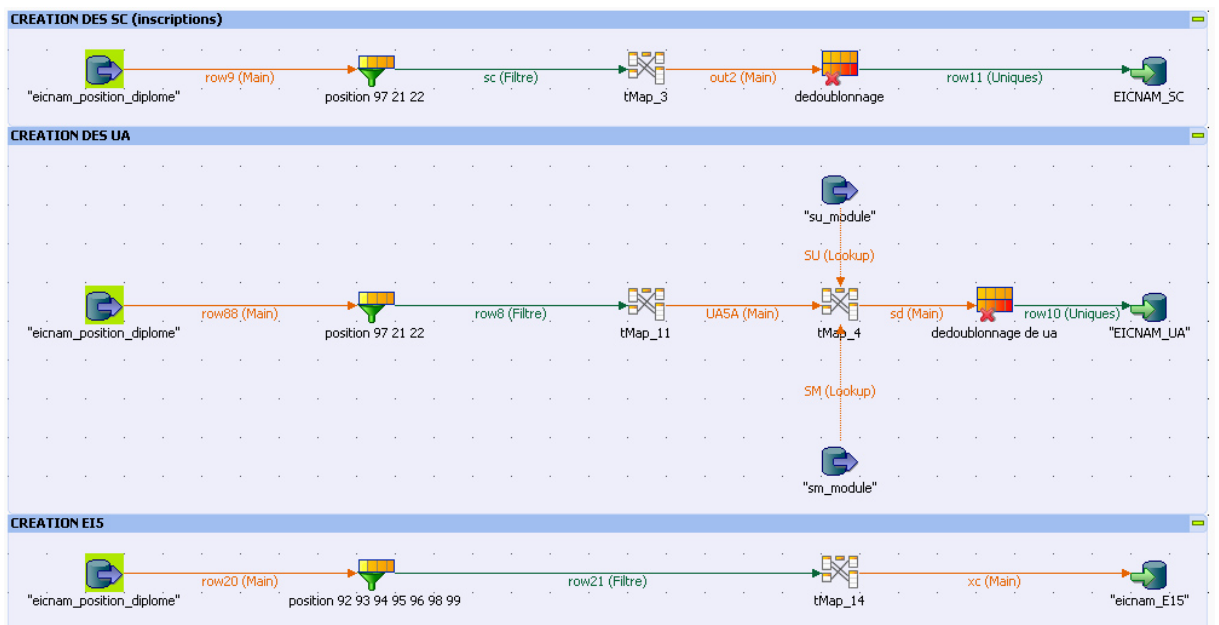 CREATION DES SC (inscriptions)
row9 (Main)
sc (Filtre)
out2 (Main)
row11 (Uniques)
"eicnam_position_diplome"
position 97 21 22
tMap_3
dedoublonnage
EICNAM_SC
CREATION DES UA
"su_module"
SU (Lookup)
row88 (Main)
row8 (Filtre)
UA5A (Main)
sd (Main)
row10 (Uniques)
"eicnam_position_diplome"
position 97 21 22
tMap_11
tMap_4
dedoublonnage de ua
"EICNAM_UA"
SM (Lookup)
"sm_module"
CREATION EI5
row20 (Main)
row21 (Filtre)
xc (Main)
"eicnam_position_diplome"
position 92 93 94 95 96 98 99
tMap_14
"eicnam_E15"